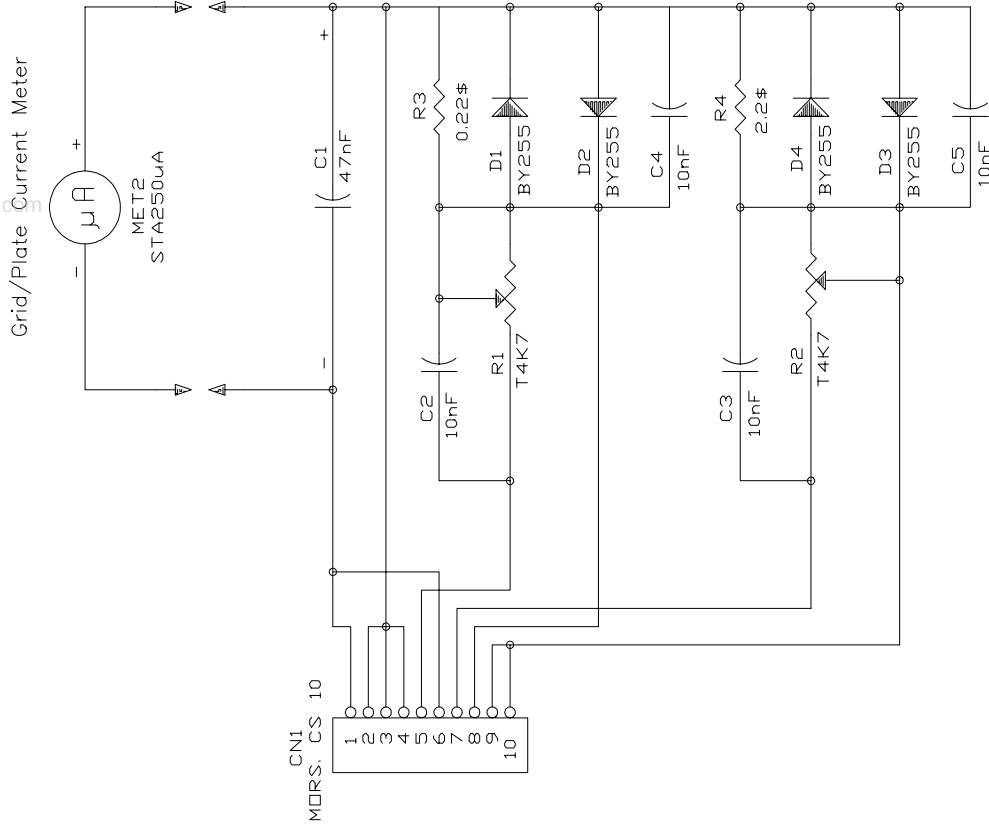 Grid/Plate Current Meter
com
+
µA
-
MET2
STA250uA
+
C1
47nF
-
R3
0.22$
D1
BY255
D2
BY255
C4
10nF
R4
2.2$
D4
BY255
D3
BY255
C5
10nF
C2
10nF
R1
T4K7
C3
10nF
R2
T4K7
CN1
MORS. CS 10
1
2
3
4
5
6
7
8
9
10